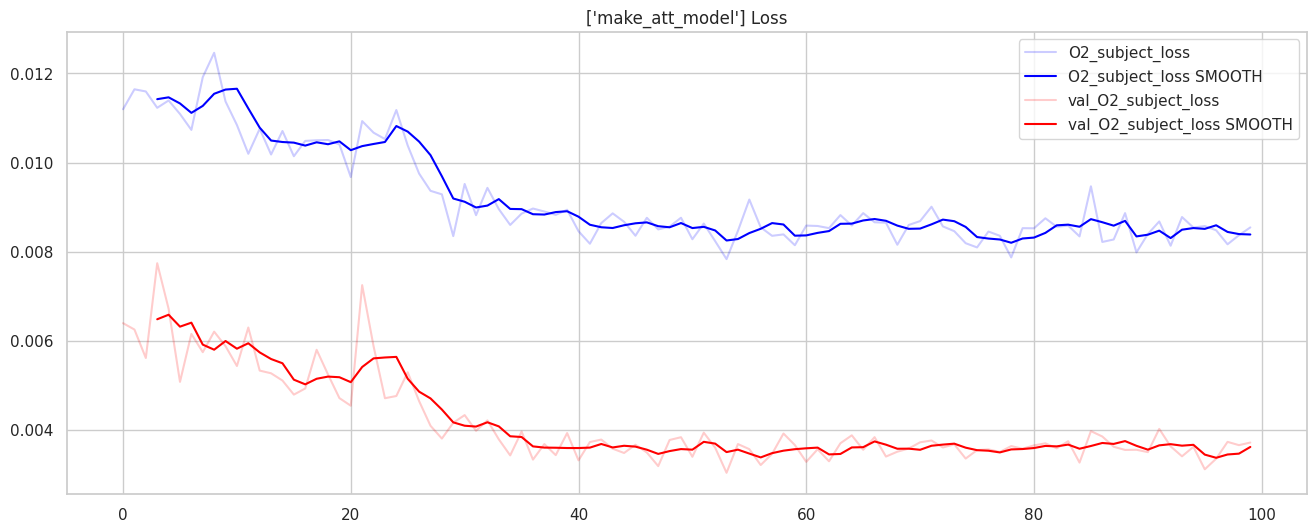 ['make_att_model'] Loss
O2_subject_loss
O2_subject_loss SMOOTH
val_O2_subject_loss
val_O2_subject_loss SMOOTH
0.012
0.010
0.008
0.006
0.004
0 20 40 60 80 100